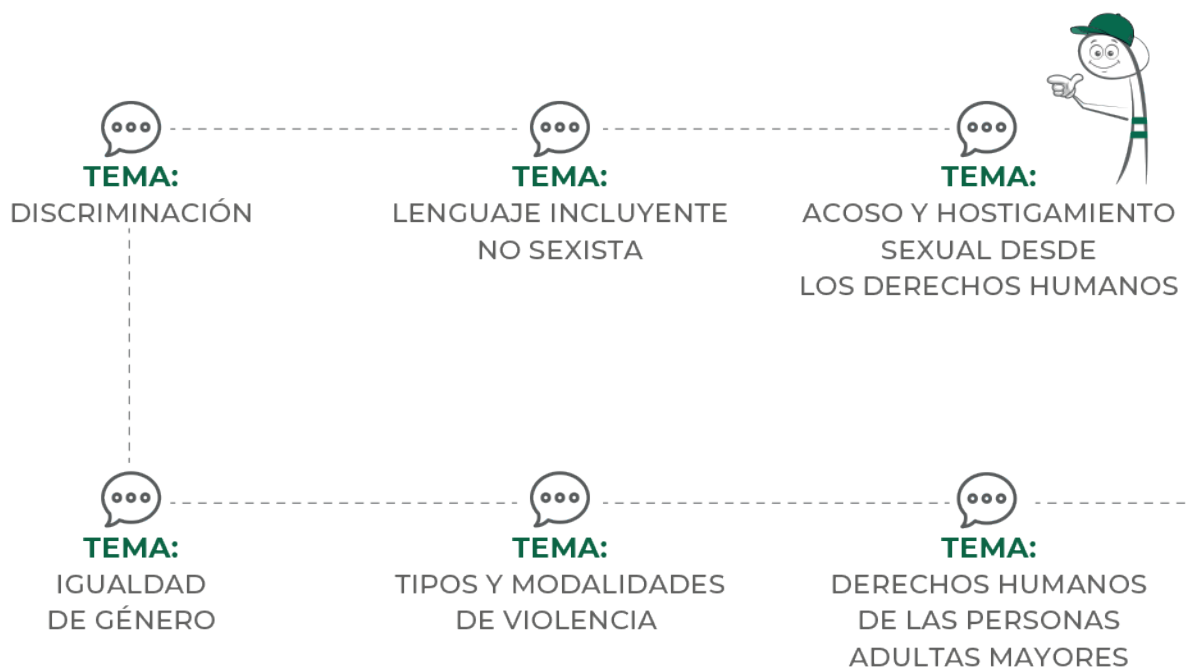 TEMA:
DISCRIMINACIÓN
TEMA:
LENGUAJE INCLUYENTE
NO SEXISTA
TEMA:
ACOSO Y HOSTIGAMIENTO
SEXUAL DESDE
LOS DERECHOS HUMANOS
TEMA:
IGUALDAD
DE GÉNERO
TEMA:
TIPOS Y MODALIDADES
DE VIOLENCIA
TEMA:
DERECHOS HUMANOS
DE LAS PERSONAS
ADULTAS MAYORES